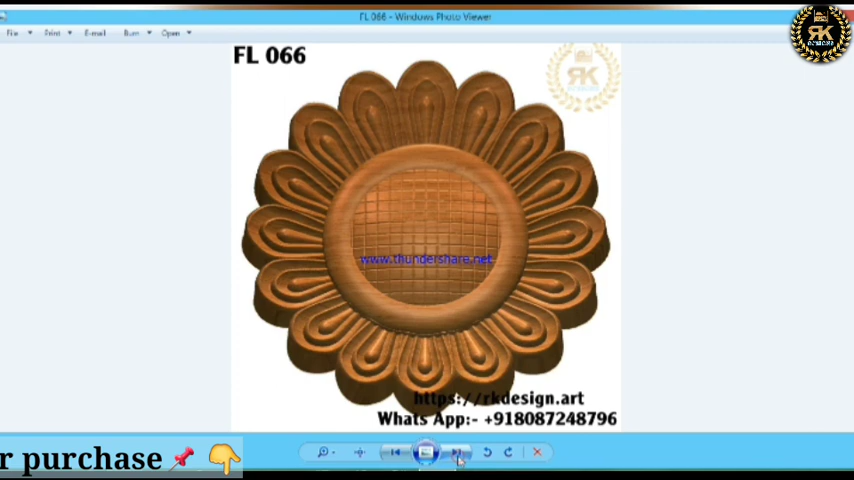 FL 066 - Windows Photo Viewer
File Print E-mail Burn Open
RK
FL 066
RK
www.thundershare.net
https://rkdesign.art
Whats App:- +918087248796
r purchase 📌 👇